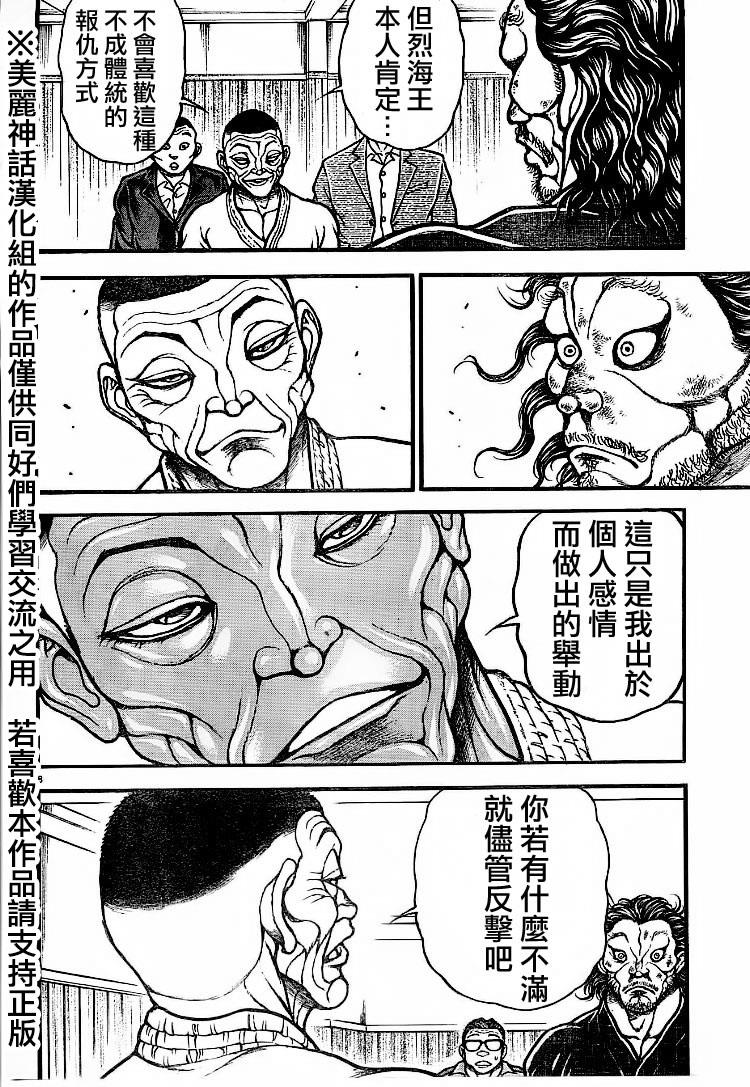 但烈海王
本人肯定…
不會喜歡這種
不成體統的
報仇方式
這只是我出於
個人感情
而做出的舉動
你若有什麼不滿
就儘管反擊吧
※美麗神話漢化組的作品僅供同好們學習交流之用　若喜歡本作品請支持正版